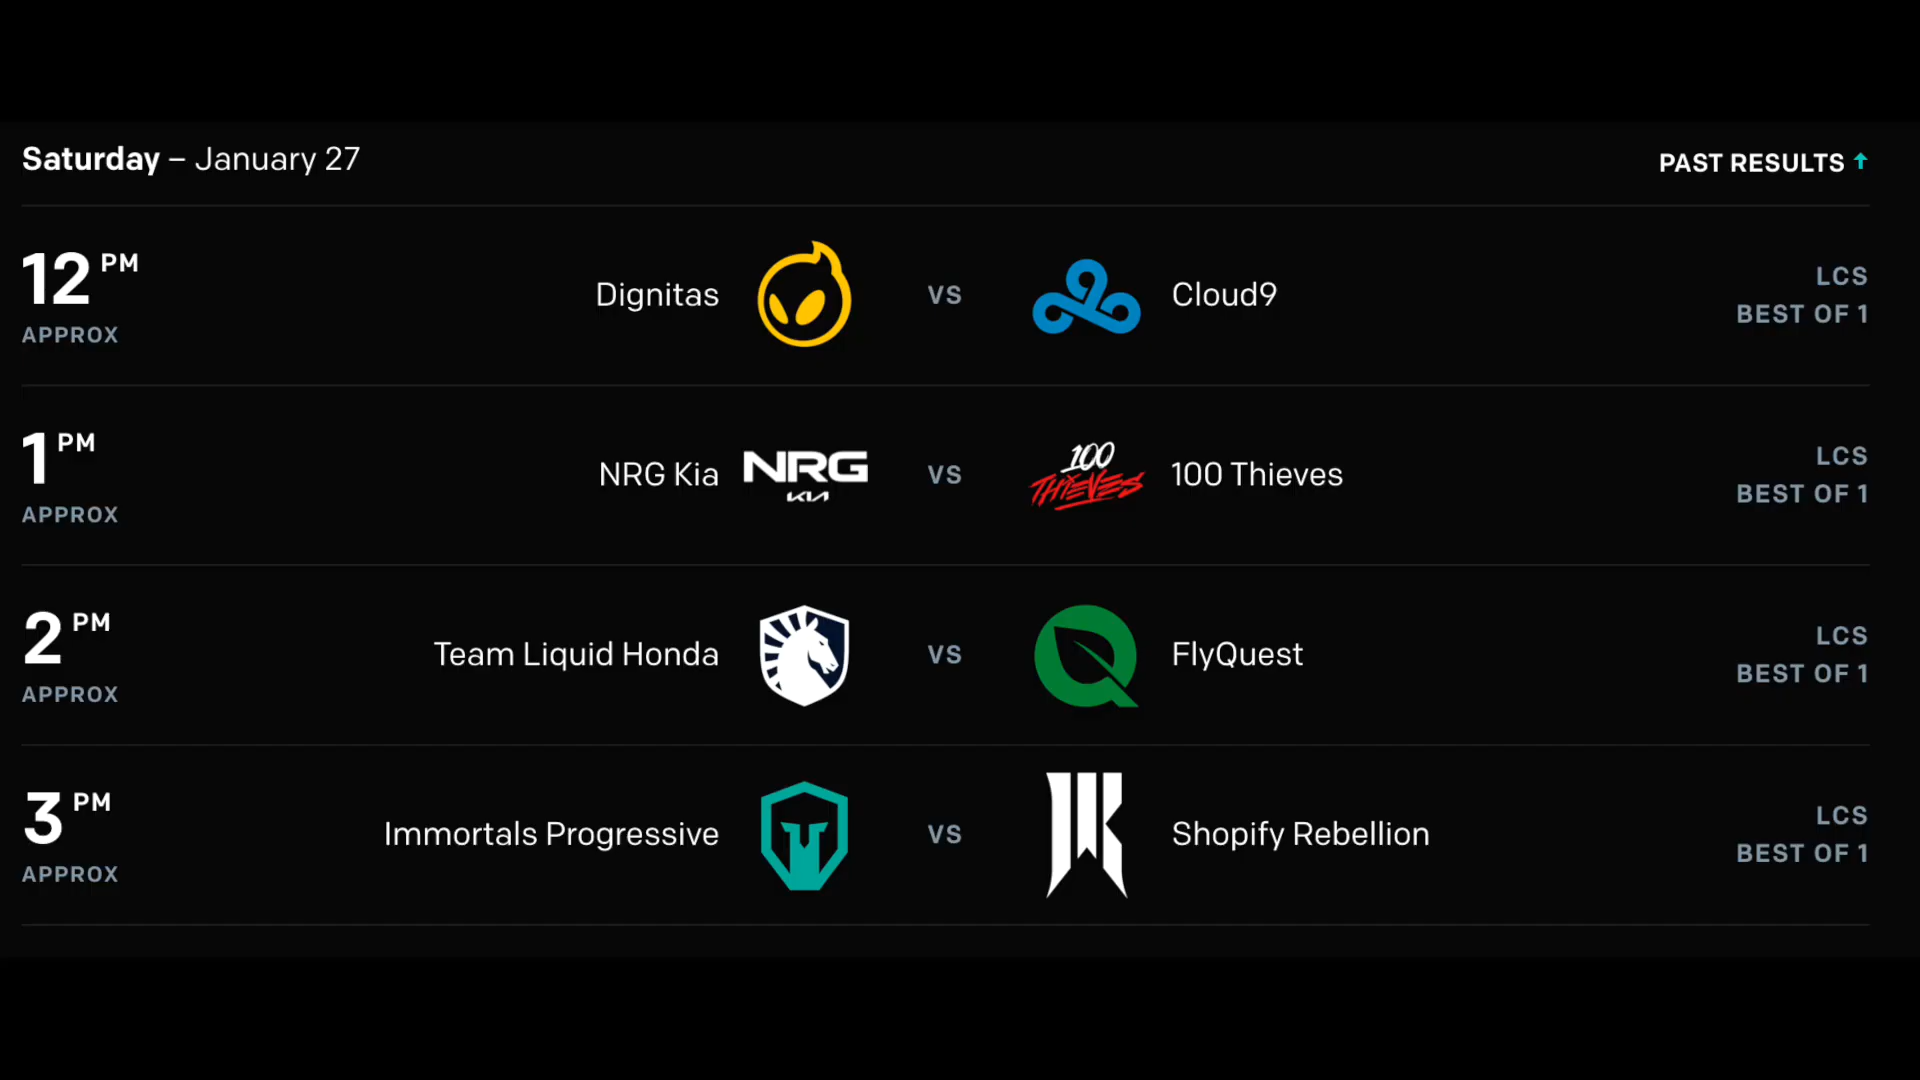 Saturday – January 27
PAST RESULTS ↑
12 PM
APPROX
Dignitas
VS
Cloud9
LCS
BEST OF 1
1 PM
APPROX
NRG Kia
NRG
KIA
VS
100
THIEVES
100 Thieves
LCS
BEST OF 1
2 PM
APPROX
Team Liquid Honda
VS
FlyQuest
LCS
BEST OF 1
3 PM
APPROX
Immortals Progressive
VS
Shopify Rebellion
LCS
BEST OF 1